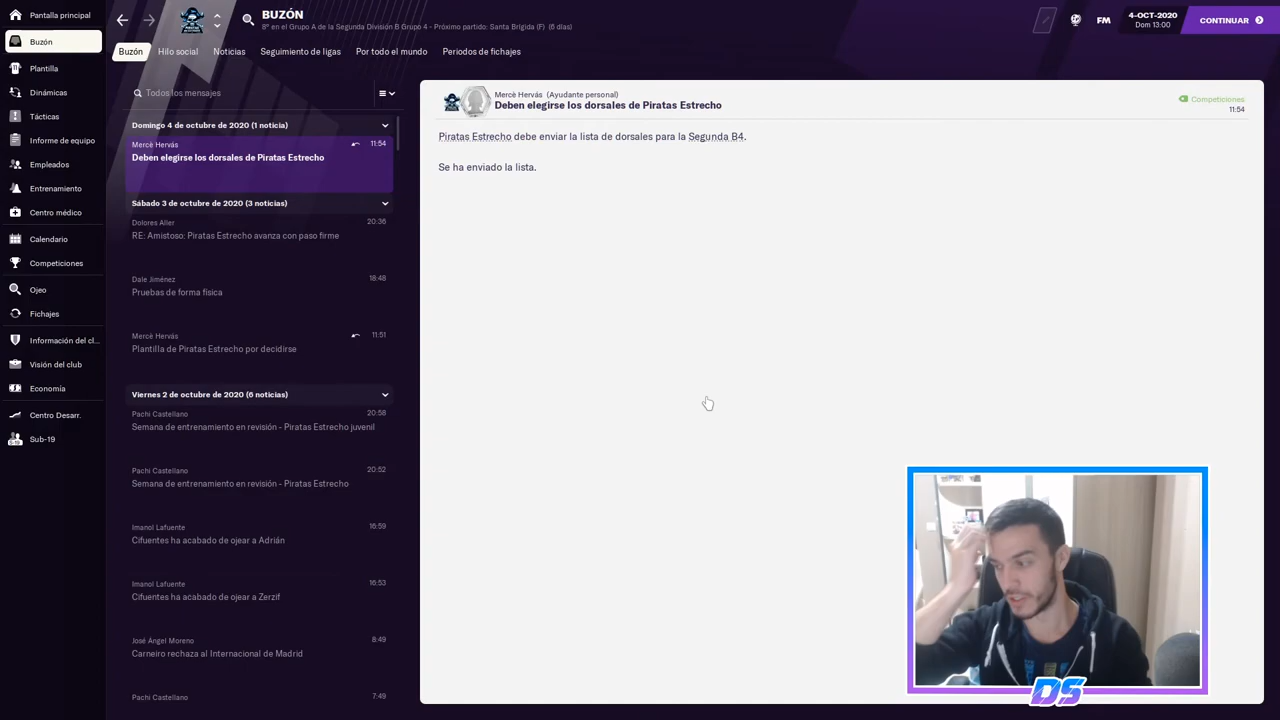 Pantalla principal
Buzón
Plantilla
Dinámicas
Tácticas
Informe de equipo
Empleados
Entrenamiento
Centro médico
Calendario
Competiciones
Ojeo
Fichajes
Información del cl...
Visión del club
Economía
Centro Desarr.
Sub-19
BUZÓN
8º en el Grupo A de la Segunda División B Grupo 4 - Próximo partido: Santa Brígida (F) (6 días)
FM
4-OCT-2020
Dom 13:00
CONTINUAR
Buzón Hilo social Noticias Seguimiento de ligas Por todo el mundo Periodos de fichajes
Todos los mensajes
Domingo 4 de octubre de 2020 (1 noticia)
Mercè Hervás 11:54
Deben elegirse los dorsales de Piratas Estrecho
Sábado 3 de octubre de 2020 (3 noticias)
Dolores Aller 20:36
RE: Amistoso: Piratas Estrecho avanza con paso firme
Dale Jiménez 18:48
Pruebas de forma física
Mercè Hervás 11:51
Plantilla de Piratas Estrecho por decidirse
Viernes 2 de octubre de 2020 (6 noticias)
Pachi Castellano 20:58
Semana de entrenamiento en revisión - Piratas Estrecho juvenil
Pachi Castellano 20:52
Semana de entrenamiento en revisión - Piratas Estrecho
Imanol Lafuente 16:59
Cifuentes ha acabado de ojear a Adrián
Imanol Lafuente 16:53
Cifuentes ha acabado de ojear a Zerzif
José Ángel Moreno 8:49
Carneiro rechaza al Internacional de Madrid
Pachi Castellano 7:49
Mercè Hervás (Ayudante personal)
Deben elegirse los dorsales de Piratas Estrecho
Competiciones
11:54
Piratas Estrecho debe enviar la lista de dorsales para la Segunda B4.
Se ha enviado la lista.
DS